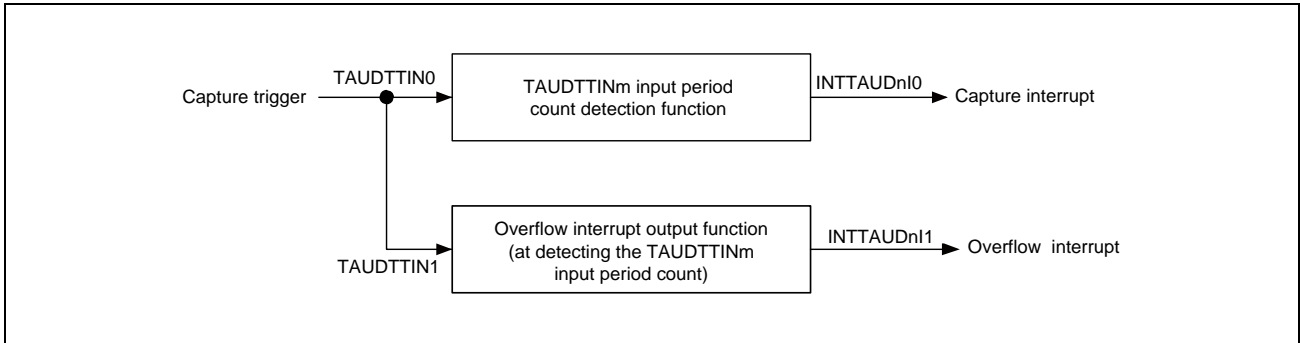 Capture trigger
TAUDTTIN0
TAUDTTINm input period
count detection function
INTTAUDnI0
Capture interrupt
TAUDTTIN1
Overflow interrupt output function
(at detecting the TAUDTTINm
input period count)
INTTAUDnI1
Overflow interrupt